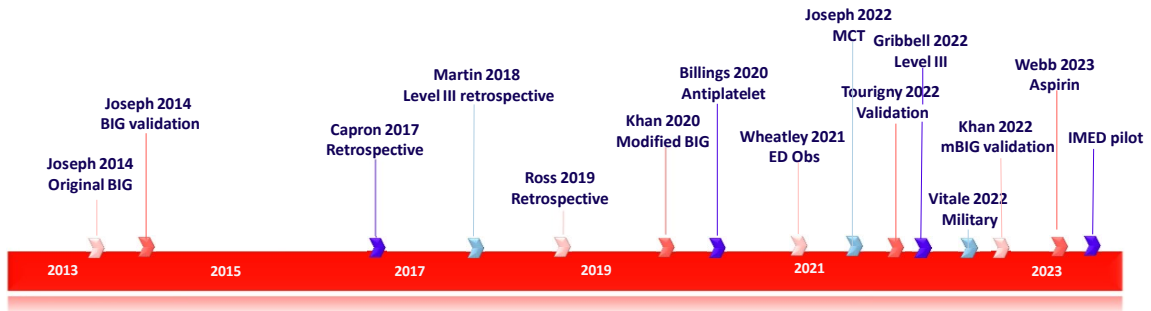 Joseph 2014
Original BIG
Joseph 2014
BIG validation
Capron 2017
Retrospective
Martin 2018
Level III retrospective
Ross 2019
Retrospective
Khan 2020
Modified BIG
Billings 2020
Antiplatelet
Wheatley 2021
ED Obs
Joseph 2022
MCT
Tourigny 2022
Validation
Gribbell 2022
Level III
Vitale 2022
Military
Khan 2022
mBIG validation
Webb 2023
Aspirin
IMED pilot
2013
2015
2017
2019
2021
2023